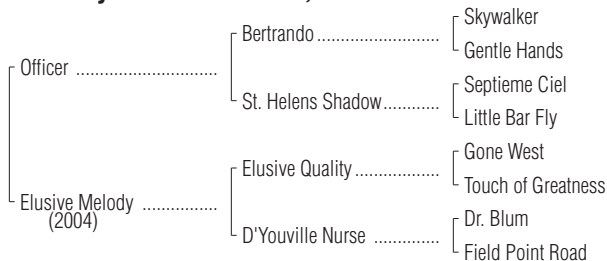 Skywalker
Bertrando ....................
Gentle Hands
Officer ..........................
Septieme Ciel
St. Helens Shadow............
Little Bar Fly
Gone West
Elusive Quality ..................
Touch of Greatness
Elusive Melody ..............
(2004)
Dr. Blum
D'Youville Nurse .............
Field Point Road